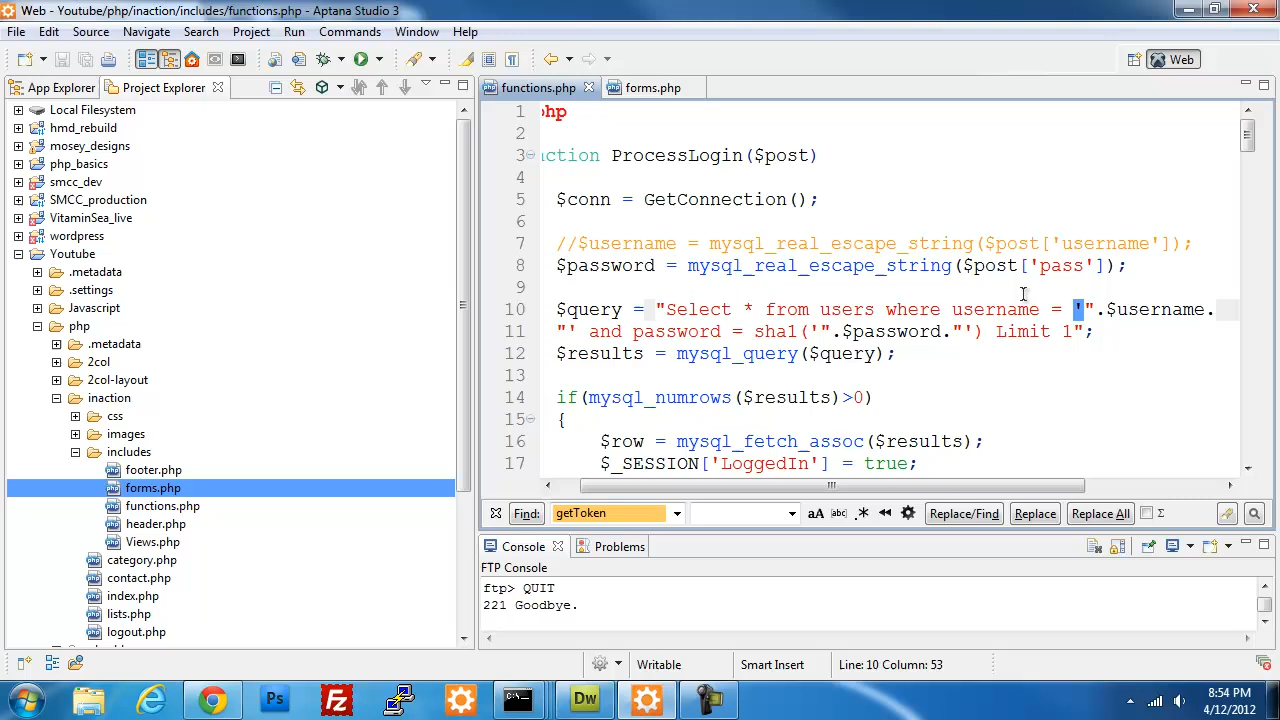 Web - Youtube/php/inaction/includes/functions.php - Aptana Studio 3
File Edit Source Navigate Search Project Run Commands Window Help
Web
App Explorer Project Explorer
Local Filesystem
hmd_rebuild
mosey_designs
php_basics
smcc_dev
SMCC_production
VitaminSea_live
wordpress
Youtube
.metadata
.settings
Javascript
php
.metadata
2col
2col-layout
inaction
css
images
includes
footer.php
forms.php
functions.php
header.php
Views.php
category.php
contact.php
index.php
lists.php
logout.php
functions.php forms.php
1 hp
2
3 ction ProcessLogin($post)
4
5 $conn = GetConnection();
6
7 //$username = mysql_real_escape_string($post['username']);
8 $password = mysql_real_escape_string($post['pass']);
9
10 $query = "Select * from users where username = '".$username.
11 "' and password = sha1('".$password."') Limit 1";
12 $results = mysql_query($query);
13
14 if(mysql_numrows($results)>0)
15 {
16 $row = mysql_fetch_assoc($results);
17 $_SESSION['LoggedIn'] = true;
Find: getToken aA abc .* Replace/Find Replace Replace All Σ
Console Problems
FTP Console
ftp> QUIT
221 Goodbye.
Writable Smart Insert Line: 10 Column: 53
Ps Fz Dw
8:54 PM
4/12/2012